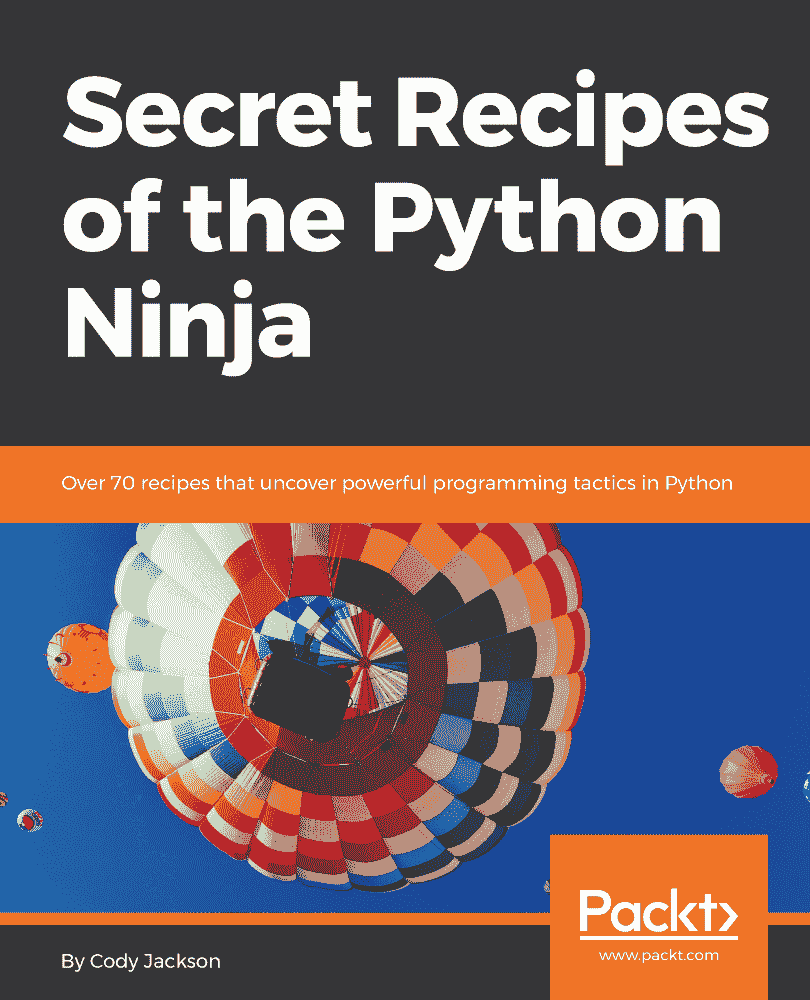 Secret Recipes
of the Python
Ninja
Over 70 recipes that uncover powerful programming tactics in Python
Packt>
www.packt.com
By Cody Jackson